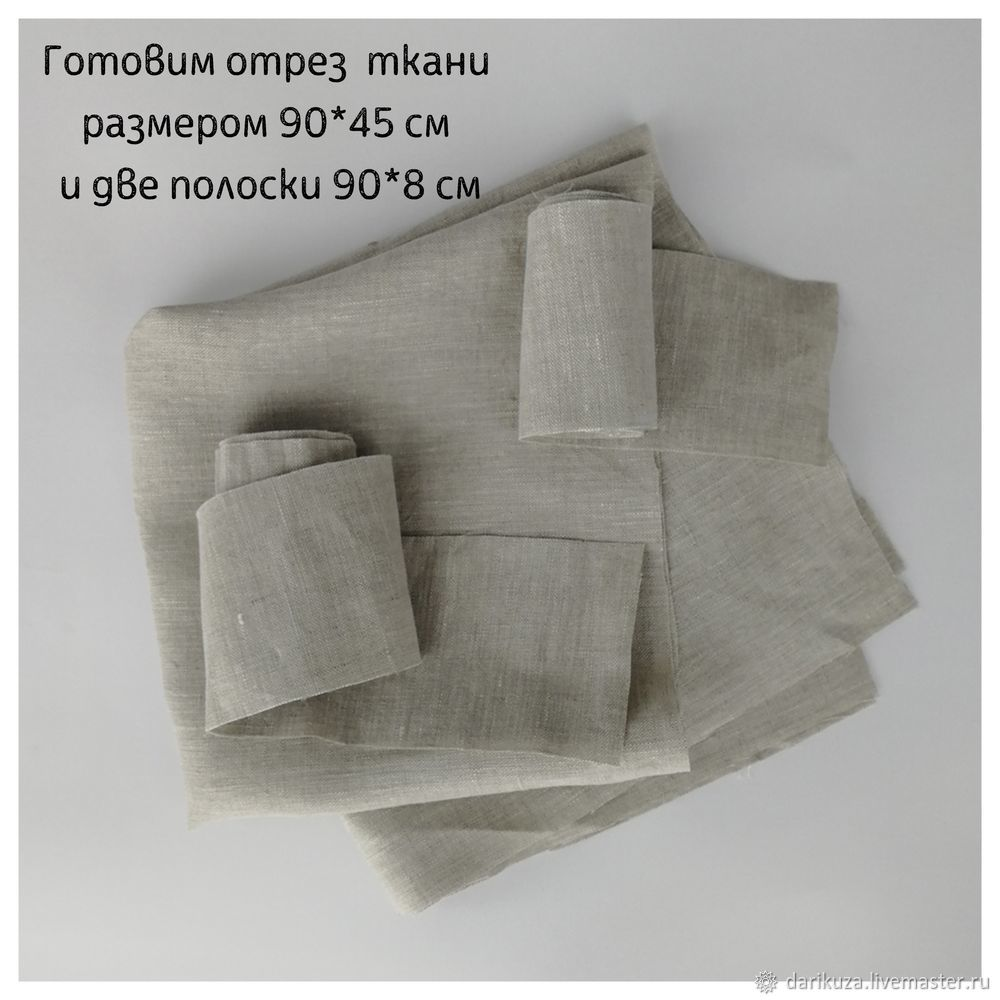 Готовим отрез ткани
размером 90*45 см
и две полоски 90*8 см
darikuza.livemaster.ru